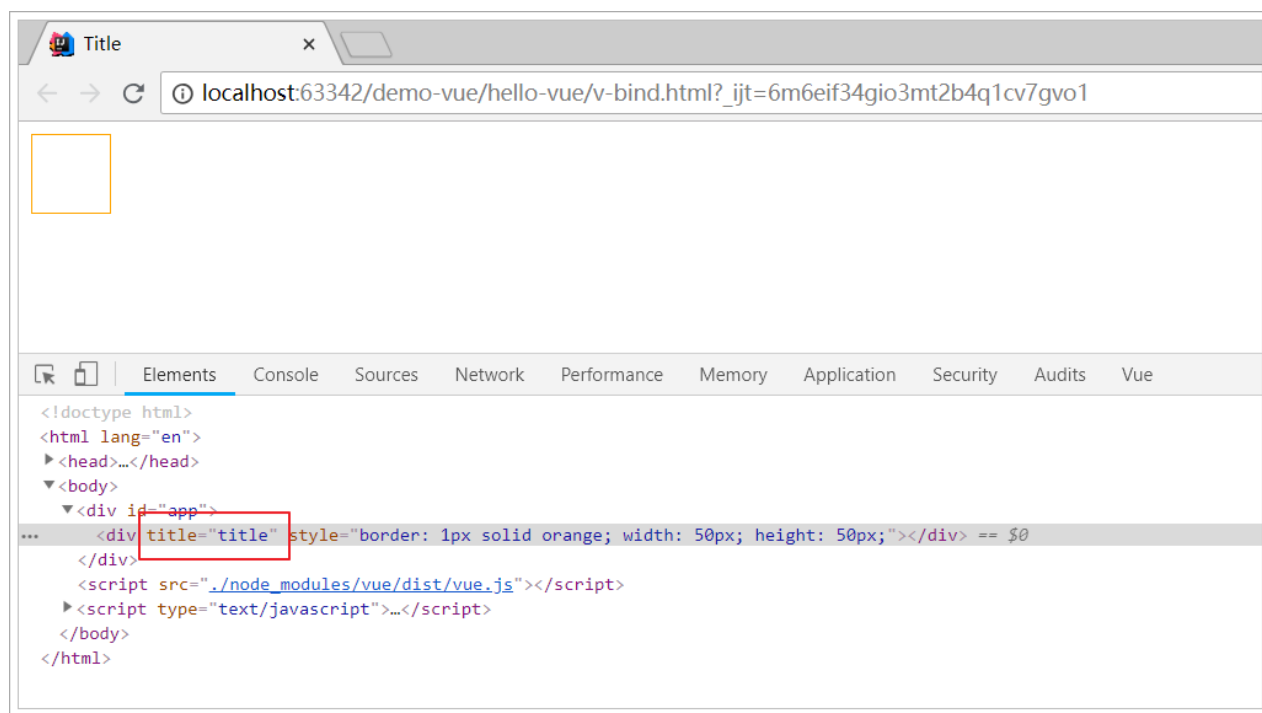 Title
localhost:63342/demo-vue/hello-vue/v-bind.html?_ijt=6m6eif34gio3mt2b4q1cv7gvo1
Elements Console Sources Network Performance Memory Application Security Audits Vue
<!doctype html>
<html lang="en">
<head>…</head>
<body>
<div id="app">
<div title="title" style="border: 1px solid orange; width: 50px; height: 50px;"></div> == $0
</div>
<script src="./node_modules/vue/dist/vue.js"></script>
<script type="text/javascript">…</script>
</body>
</html>